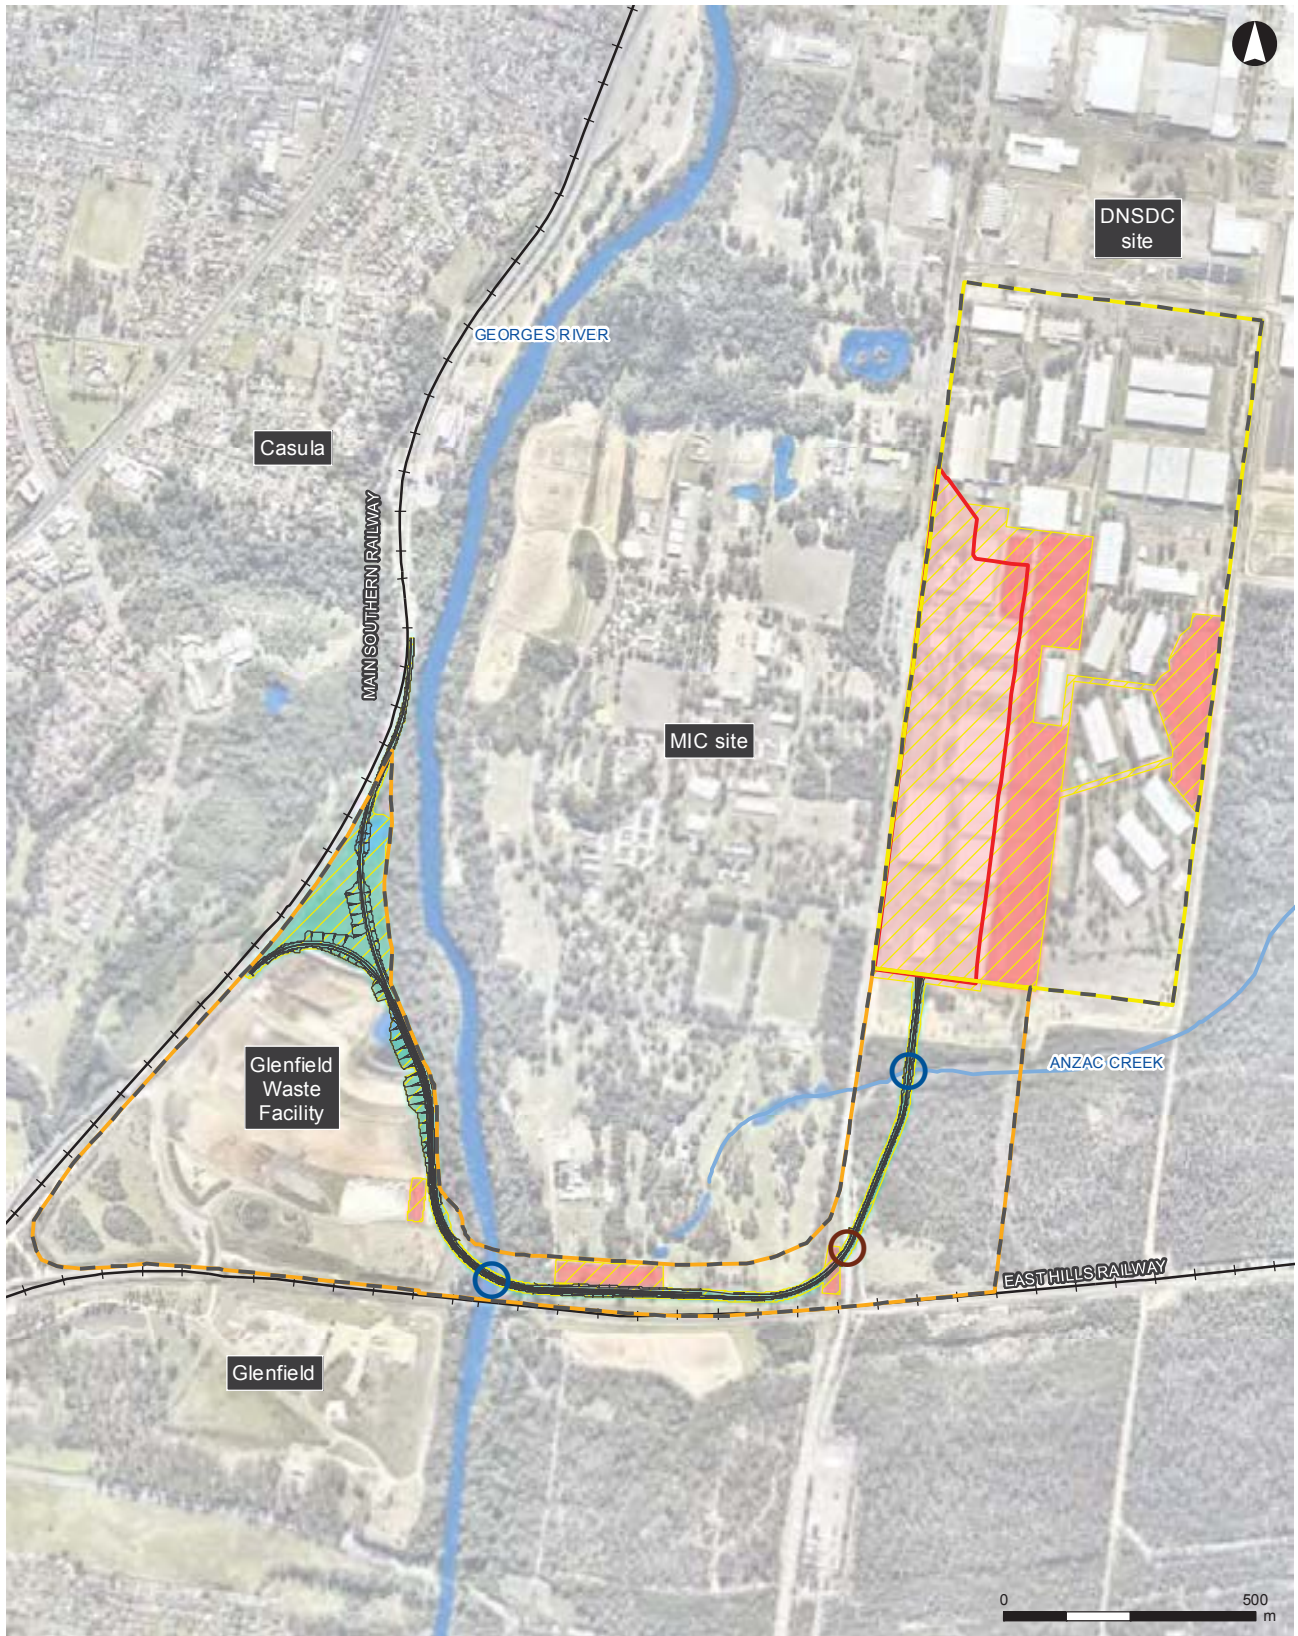 DNSDC
site
GEORGES RIVER
Casula
MAIN SOUTHERN RAILWAY
MIC site
Glenfield
Waste
Facility
ANZAC CREEK
EAST HILLS RAILWAY
Glenfield
0 500
m